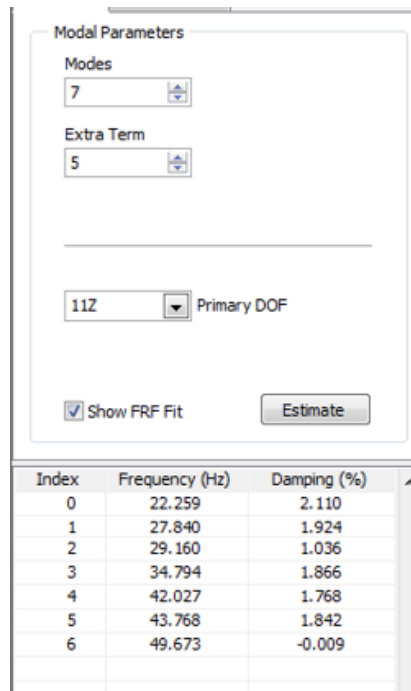 Modal Parameters
Modes
7
Extra Term
5
11Z Primary DOF
Show FRF Fit Estimate
Index Frequency (Hz) Damping (%)
0 22.259 2.110
1 27.840 1.924
2 29.160 1.036
3 34.794 1.866
4 42.027 1.768
5 43.768 1.842
6 49.673 -0.009